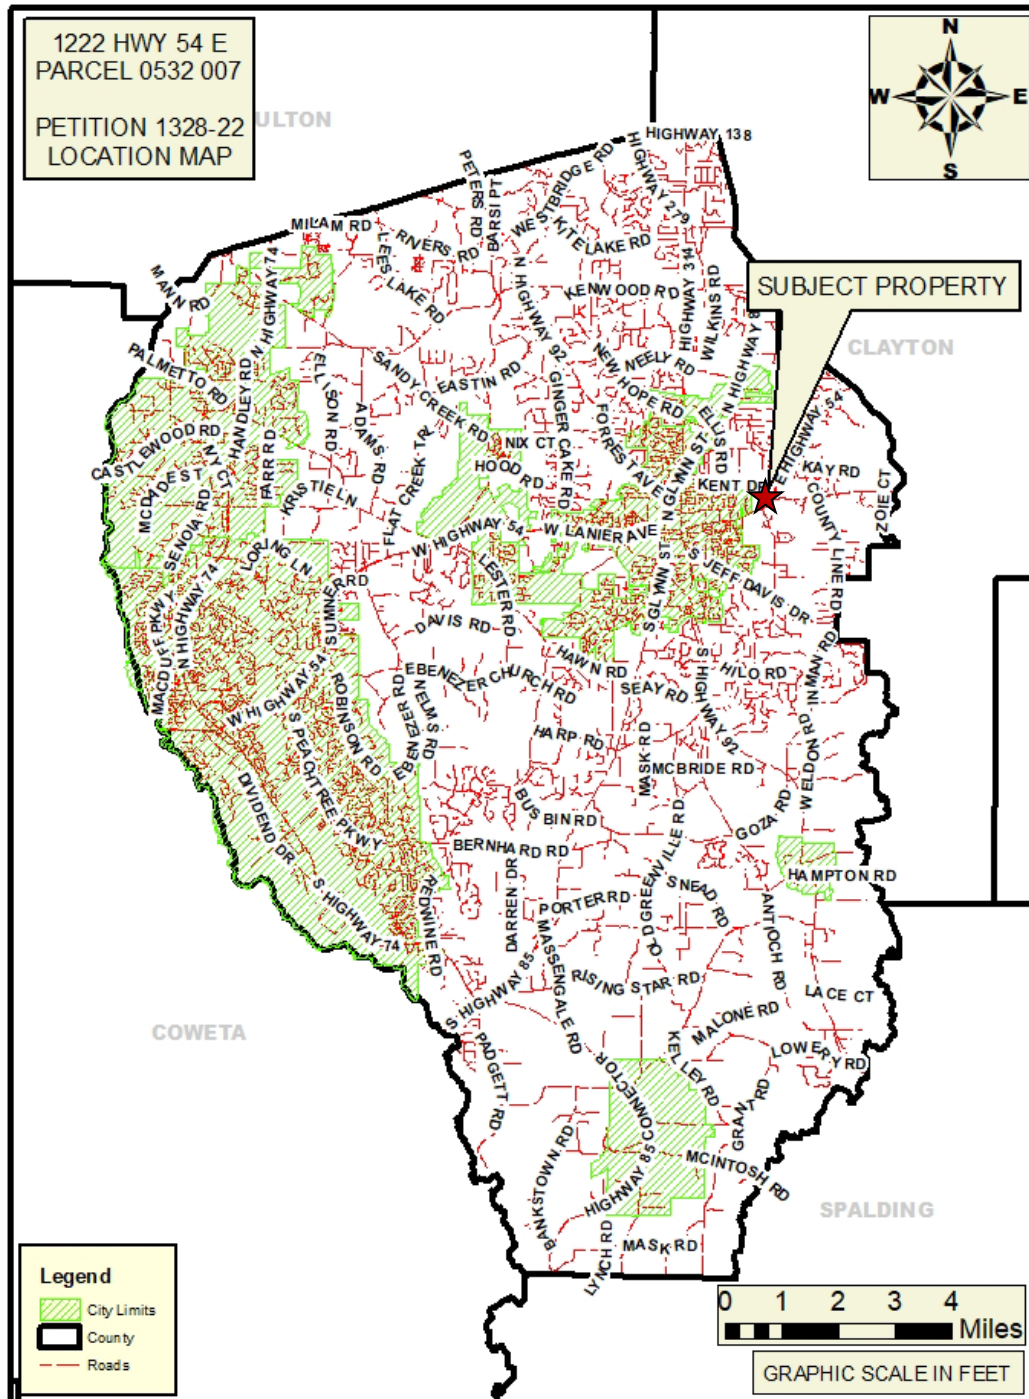 1222 HWY 54 E
PARCEL 0532 007
PETITION 1328-22
LOCATION MAP
N
W
E
S
ULTON
HIGHWAY 138
PETERS RD
BARSI PT
WESTBRIDGE RD
HIGHWAY 279
MILAM RD
RIVERS RD
KITE LAKE RD
LEES LAKE RD
N HIGHWAY 92
KENWOOD RD
HIGHWAY 314
WILKINS RD
N HIGHWAY 8
SUBJECT PROPERTY
CLAYTON
MANN RD
N HIGHWAY 74
PALMETTO RD
HANDLEY RD
ELLISON RD
SANDY CREEK RD
EASTIN RD
NEW HOPE RD
NEELY RD
GINGER CAKE RD
ADAMS RD
FLAT CREEK TRL
NIX CT
HOOD RD
FORREST AVE
ELLIS RD
N GLYNN ST
KENT DR
E HIGHWAY 54
KAY RD
COUNTY LINE RD
OZIE CT
CASTLEWOOD RD
MCDADE ST
IVY CT
SENOIA RD
FARR RD
KRISTIE LN
W HIGHWAY 54
W LANIER AVE
S GLYNN ST
S JEFF DAVIS DR
LORING LN
SUMNER RD
LESTER RD
MACDUFF PKWY
N HIGHWAY 74
W HIGHWAY 54
DAVIS RD
HAWN RD
EBENEZER CHURCH RD
EBENEZER RD
SWELN RD
SEAY RD
S HIGHWAY 92
HILO RD
INMAN RD
ROBINSON RD
S PEACHTREE PKWY
HARP RD
MASK RD
MCBRIDE RD
WELDON RD
DIVIDEND DR
BUSBIN RD
GOZA RD
BERNHARD RD
HAMPTON RD
S HIGHWAY 74
REDWINE RD
DARREN DR
PORTER RD
OLD GREENVILLE RD
SNEAD RD
ANTIOCH RD
MASSENGALE RD
RISING STAR RD
S HIGHWAY 85
LACE CT
MALONE RD
COWETA
PADGETT RD
KELLEY RD
LOWERY RD
GRANT RD
HIGHWAY 85 CONNECTOR
MCINTOSH RD
BANKSTOWN RD
SPALDING
LYNCH RD
MASK RD
Legend
City Limits
County
Roads
0 1 2 3 4
Miles
GRAPHIC SCALE IN FEET